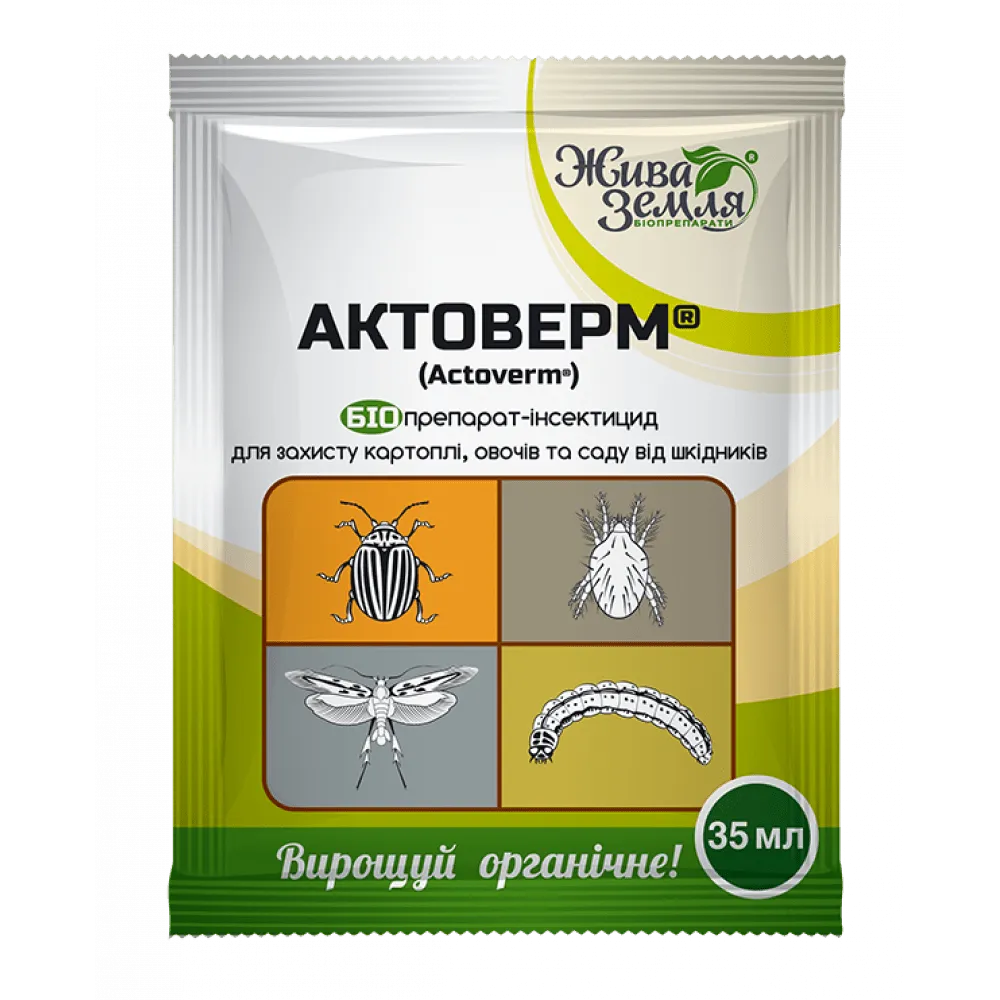 Жива
Земля®
БІОПРЕПАРАТИ
АКТОВЕРМ®
(Actoverm®)
БІОпрепарат-інсектицид
для захисту картоплі, овочів та саду від шкідників
35 мл
Вирощуй органічне!